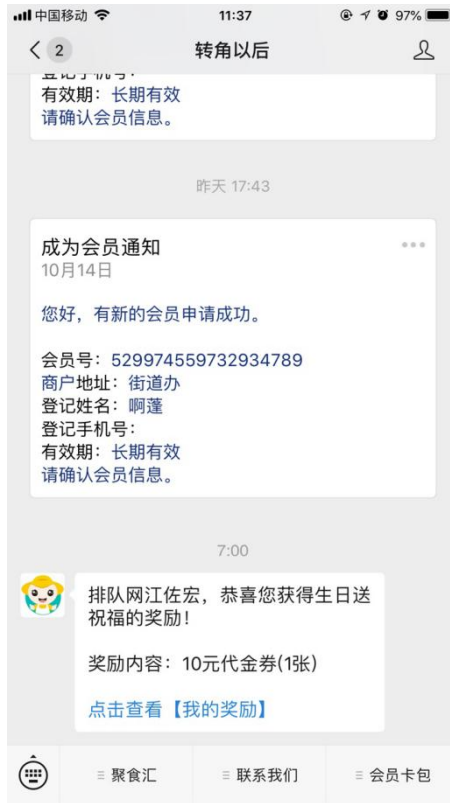 中国移动 11:37 97%
2 转角以后
登记手机号:
有效期: 长期有效
请确认会员信息。
昨天 17:43
成为会员通知
10月14日
您好, 有新的会员申请成功。
会员号: 529974559732934789
商户地址: 街道办
登记姓名: 啊蓬
登记手机号:
有效期: 长期有效
请确认会员信息。
7:00
排队网江佐宏, 恭喜您获得生日送
祝福的奖励!
奖励内容: 10元代金券(1张)
点击查看【我的奖励】
聚食汇 联系我们 会员卡包